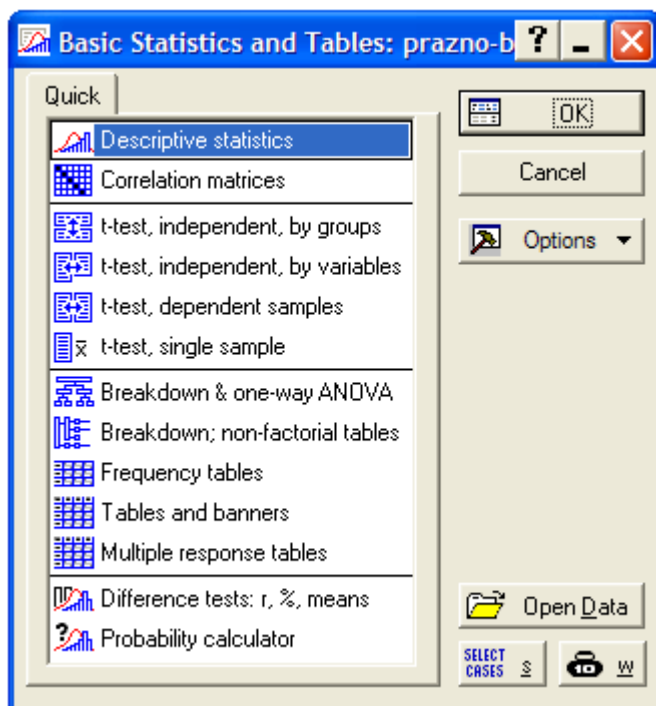 Basic Statistics and Tables: prazno-b
Quick
Descriptive statistics
Correlation matrices
t-test, independent, by groups
t-test, independent, by variables
t-test, dependent samples
t-test, single sample
Breakdown & one-way ANOVA
Breakdown; non-factorial tables
Frequency tables
Tables and banners
Multiple response tables
Difference tests: r, %, means
Probability calculator
OK
Cancel
Options
Open Data
SELECT CASES S
W